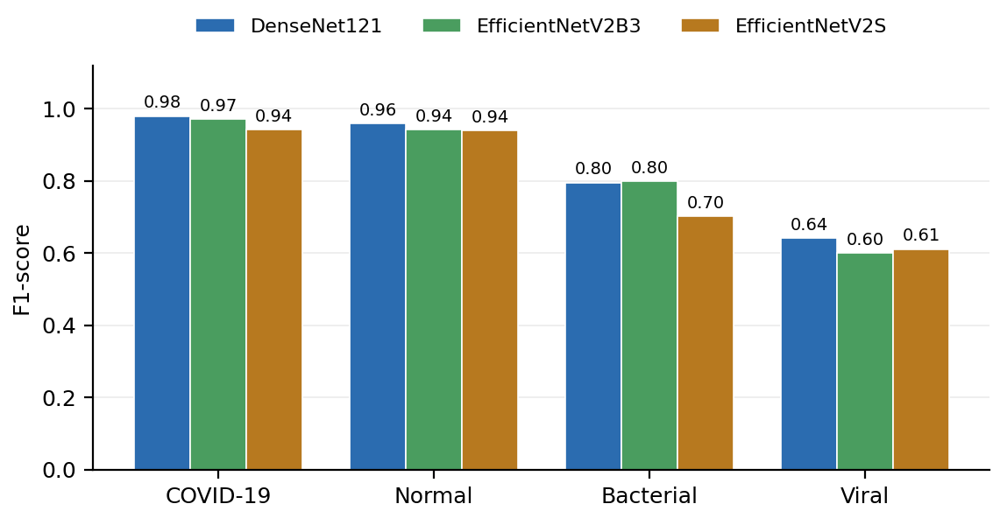 DenseNet121 EfficientNetV2B3 EfficientNetV2S
F1-score
1.0
0.8
0.6
0.4
0.2
0.0
0.98 0.97 0.94 0.96 0.94 0.94 0.80 0.80 0.70 0.64 0.60 0.61
COVID-19 Normal Bacterial Viral